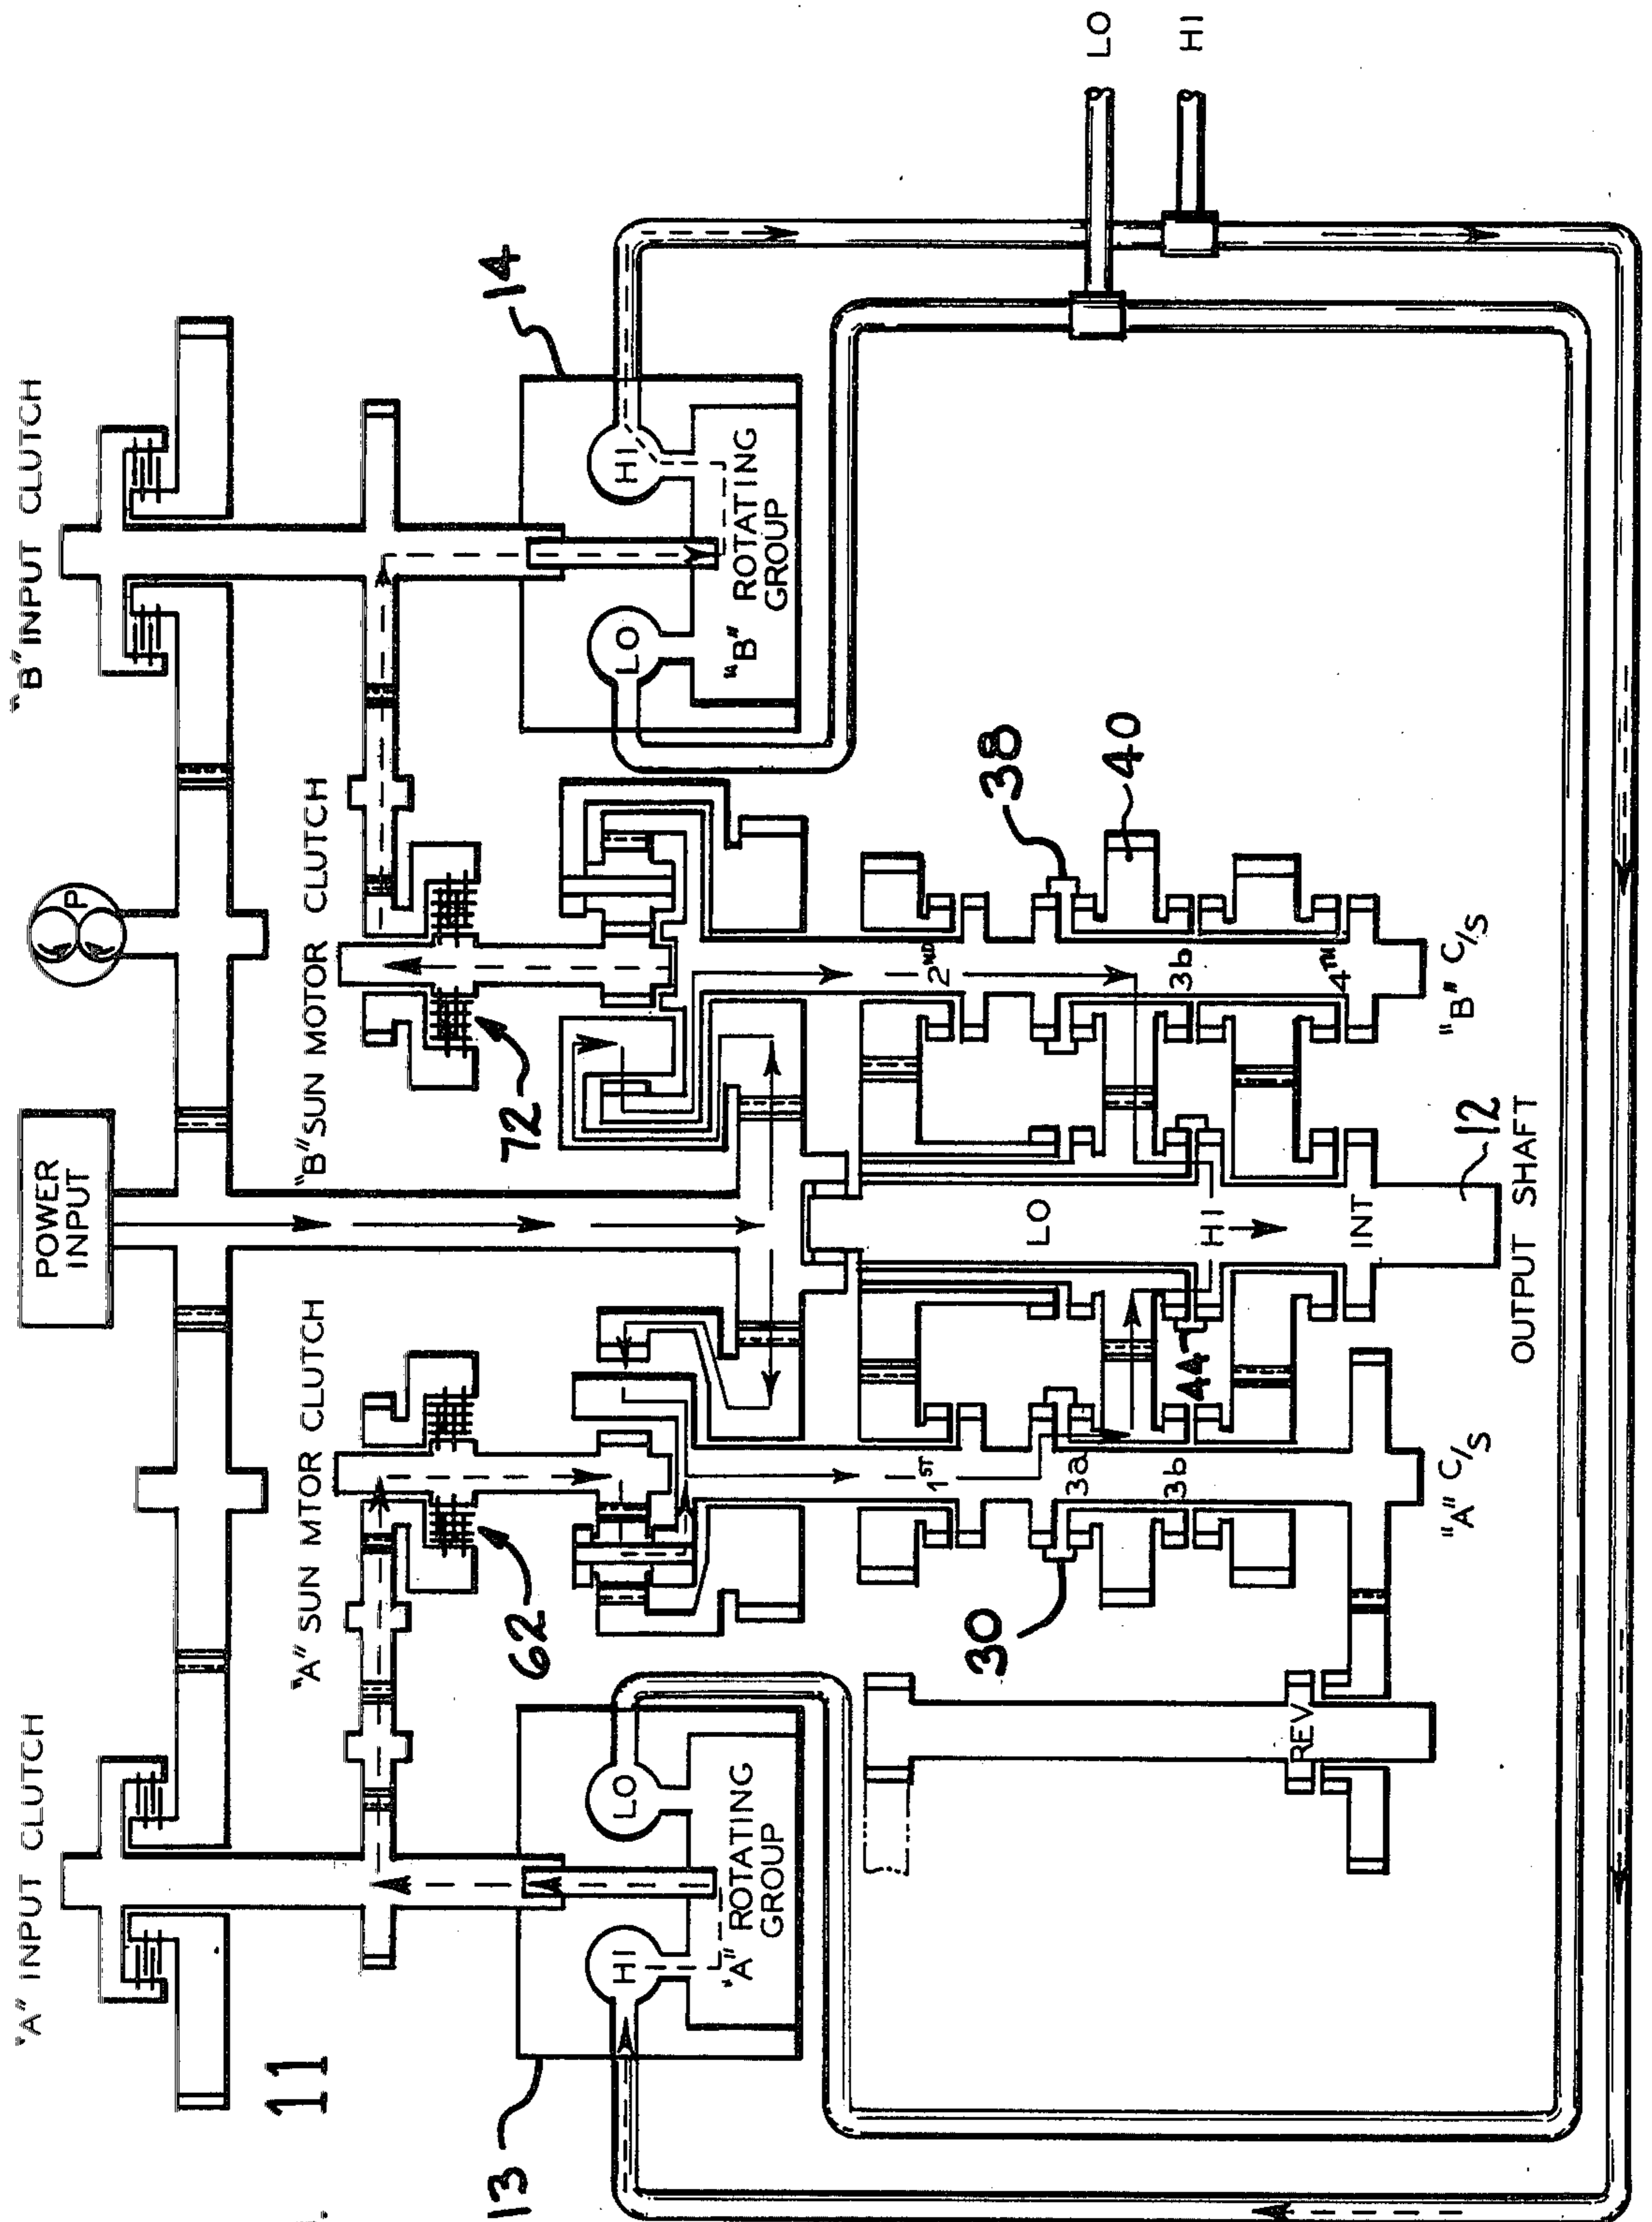 "A" INPUT CLUTCH
"B" INPUT CLUTCH
POWER
INPUT
P
"A" SUN MTOR CLUTCH
"B" SUN MOTOR CLUTCH
11
62
72
13
14
HI
LO
"A" ROTATING
GROUP
LO
HI
"B" ROTATING
GROUP
LO
HI
1ST
2ND
30
38
3a
40
LO
3b
3b
44
HI
4TH
REV
INT
"A" C/S
"B" C/S
12
OUTPUT SHAFT